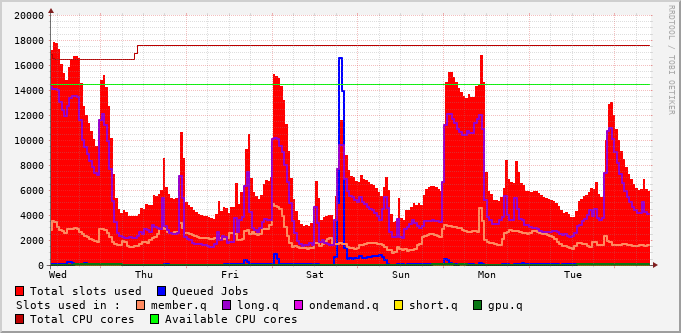 20000
18000
16000
14000
12000
10000
8000
6000
4000
2000
0
Wed Thu Fri Sat Sun Mon Tue
RRDTOOL / TOBI OETIKER
Total slots used Queued Jobs
Slots used in : member.q long.q ondemand.q short.q gpu.q
Total CPU cores Available CPU cores